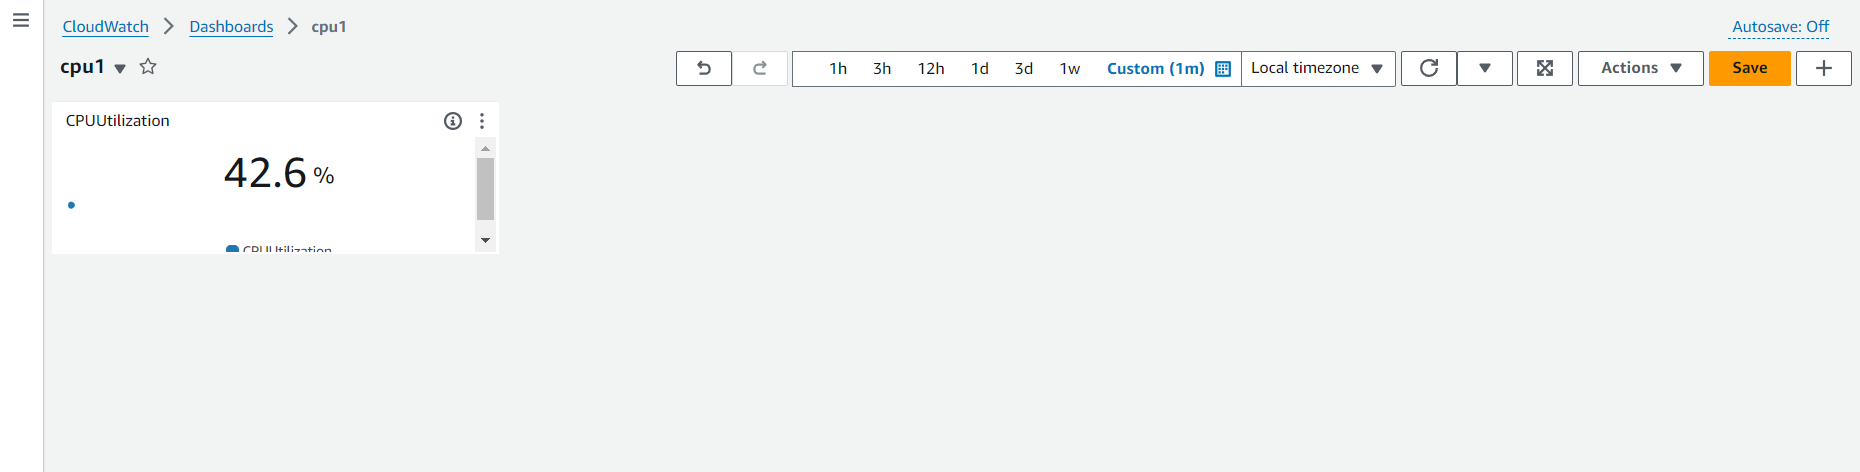 CloudWatch > Dashboards > cpu1
Autosave: Off
cpu1
1h 3h 12h 1d 3d 1w Custom (1m) Local timezone Actions Save
CPUUtilization
42.6 %
CPUUtilization